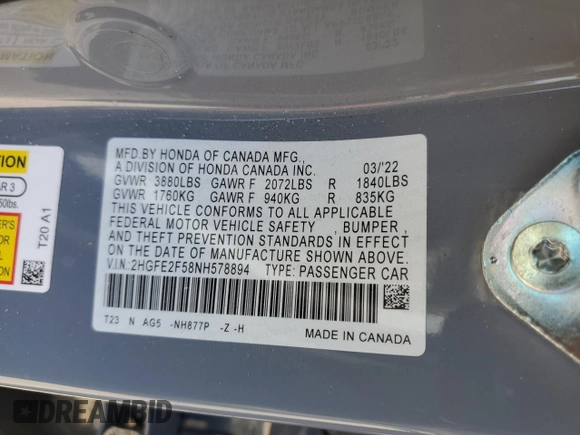 MFD BY HONDA OF CANADA MFG.,
A DIVISION OF HONDA CANADA INC. 03/'22
GVWR 3880LBS GAWR F 2072LBS R 1840LBS
GVWR 1760KG GAWR F 940KG R 835KG
THIS VEHICLE CONFORMS TO ALL APPLICABLE
FEDERAL MOTOR VEHICLE SAFETY , BUMPER ,
AND THEFT PREVENTION STANDARDS IN EFFECT
ON THE DATE OF MANUFACTURE SHOWN ABOVE.
V.I.N.:2HGFE2F58NH578894 TYPE: PASSENGER CAR
T23 N AG5 -NH877P -Z -H
MADE IN CANADA
AR 3
50lbs.
T20 A1
DREAMBID